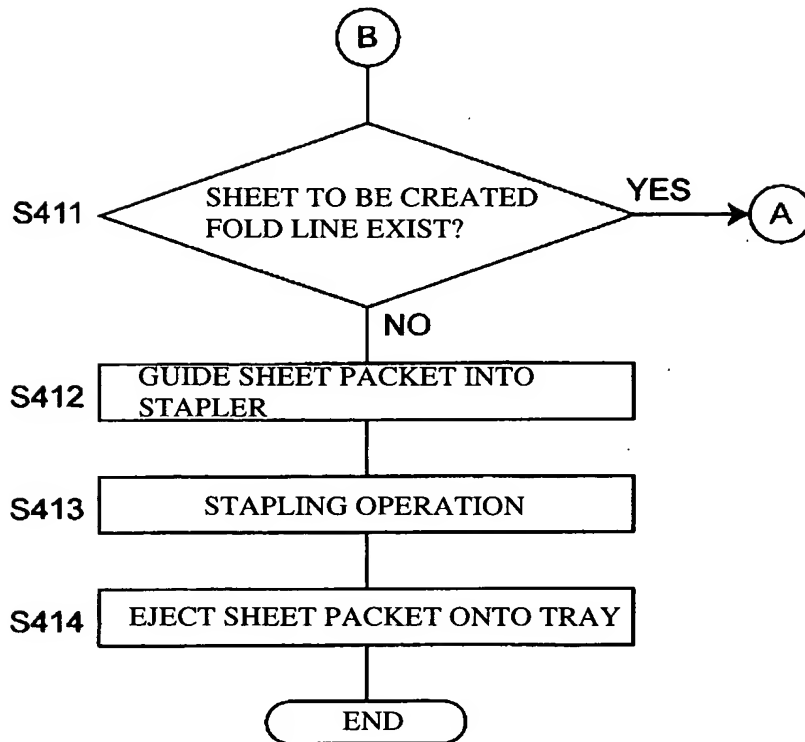 B
S411
SHEET TO BE CREATED
FOLD LINE EXIST?
YES
A
NO
S412
GUIDE SHEET PACKET INTO
STAPLER
S413
STAPLING OPERATION
S414
EJECT SHEET PACKET ONTO TRAY
END